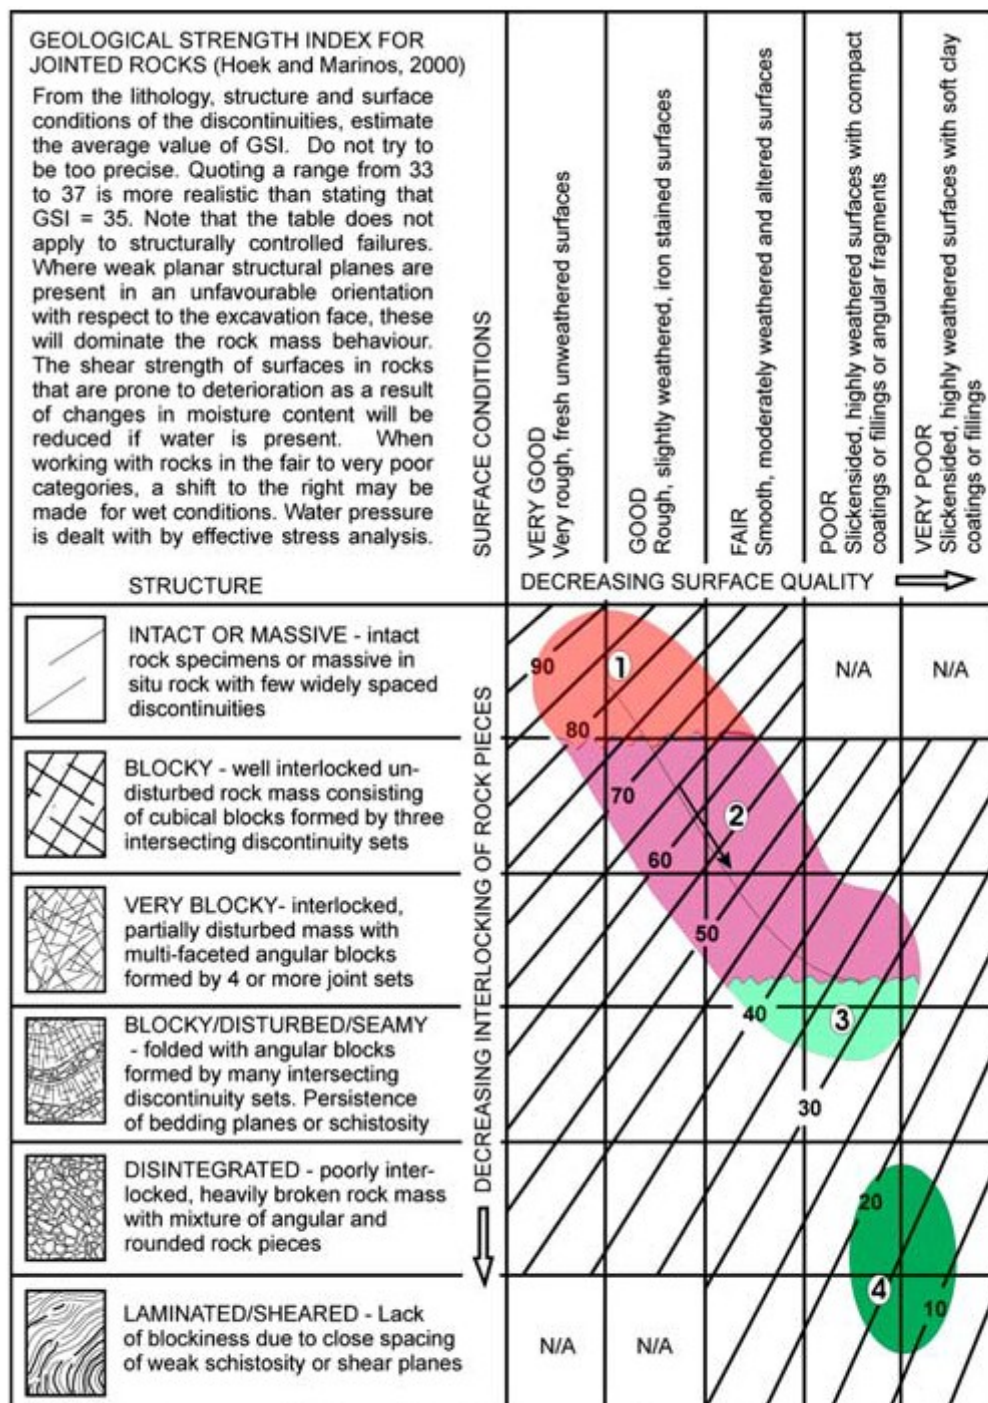 GEOLOGICAL STRENGTH INDEX FOR
JOINTED ROCKS (Hoek and Marinos, 2000)
From the lithology, structure and surface
conditions of the discontinuities, estimate
the average value of GSI. Do not try to
be too precise. Quoting a range from 33
to 37 is more realistic than stating that
GSI = 35. Note that the table does not
apply to structurally controlled failures.
Where weak planar structural planes are
present in an unfavourable orientation
with respect to the excavation face, these
will dominate the rock mass behaviour.
The shear strength of surfaces in rocks
that are prone to deterioration as a result
of changes in moisture content will be
reduced if water is present. When
working with rocks in the fair to very poor
categories, a shift to the right may be
made for wet conditions. Water pressure
is dealt with by effective stress analysis.
STRUCTURE
SURFACE CONDITIONS
VERY GOOD
Very rough, fresh unweathered surfaces
GOOD
Rough, slightly weathered, iron stained surfaces
FAIR
Smooth, moderately weathered and altered surfaces
POOR
Slickensided, highly weathered surfaces with compact
coatings or fillings or angular fragments
VERY POOR
Slickensided, highly weathered surfaces with soft clay
coatings or fillings
DECREASING SURFACE QUALITY
DECREASING INTERLOCKING OF ROCK PIECES
INTACT OR MASSIVE - intact
rock specimens or massive in
situ rock with few widely spaced
discontinuities
90
1
80
N/A
N/A
BLOCKY - well interlocked un-
disturbed rock mass consisting
of cubical blocks formed by three
intersecting discontinuity sets
70
2
60
VERY BLOCKY- interlocked,
partially disturbed mass with
multi-faceted angular blocks
formed by 4 or more joint sets
50
BLOCKY/DISTURBED/SEAMY
- folded with angular blocks
formed by many intersecting
discontinuity sets. Persistence
of bedding planes or schistosity
40
3
30
DISINTEGRATED - poorly inter-
locked, heavily broken rock mass
with mixture of angular and
rounded rock pieces
20
LAMINATED/SHEARED - Lack
of blockiness due to close spacing
of weak schistosity or shear planes
N/A
N/A
4
10